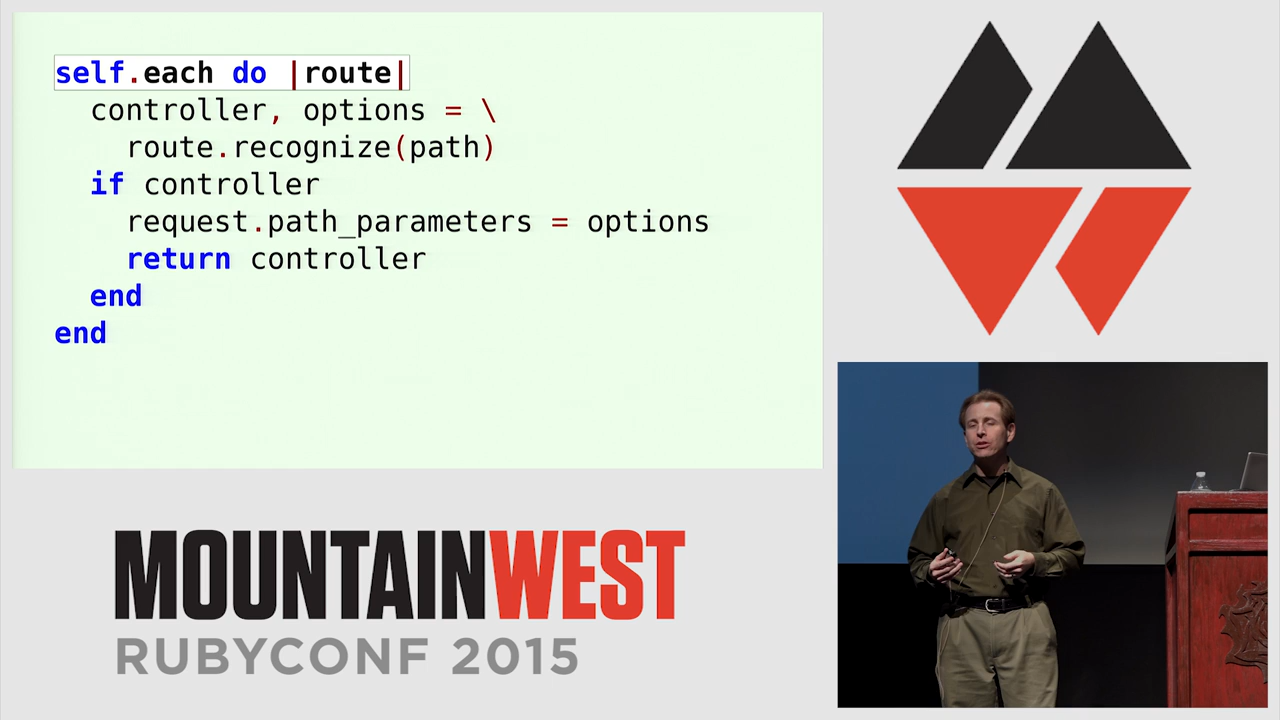 self.each do |route|
  controller, options = \
    route.recognize(path)
  if controller
    request.path_parameters = options
    return controller
  end
end
MOUNTAINWEST
RUBYCONF 2015